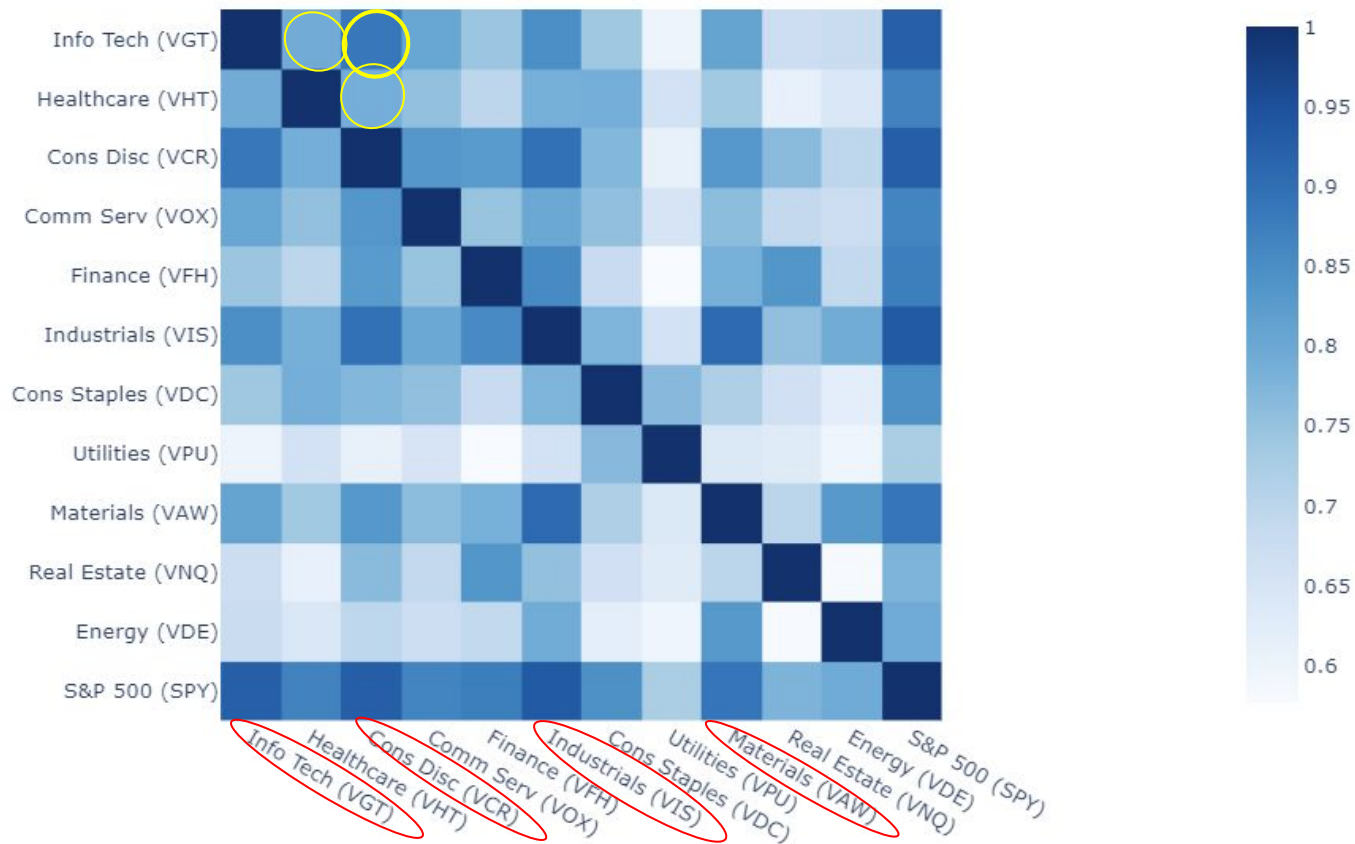 Info Tech (VGT)
Healthcare (VHT)
Cons Disc (VCR)
Comm Serv (VOX)
Finance (VFH)
Industrials (VIS)
Cons Staples (VDC)
Utilities (VPU)
Materials (VAW)
Real Estate (VNQ)
Energy (VDE)
S&P 500 (SPY)
Info Tech (VGT)
Healthcare (VHT)
Cons Disc (VCR)
Comm Serv (VOX)
Finance (VFH)
Industrials (VIS)
Cons Staples (VDC)
Utilities (VPU)
Materials (VAW)
Real Estate (VNQ)
Energy (VDE)
S&P 500 (SPY)
1
0.95
0.9
0.85
0.8
0.75
0.7
0.65
0.6